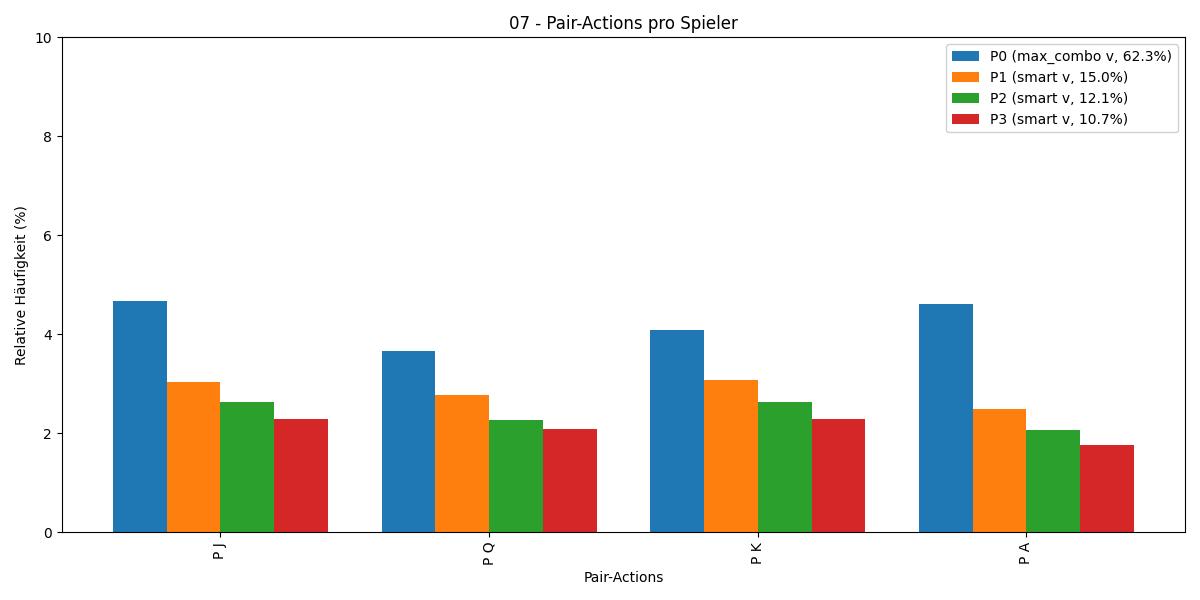 07 - Pair-Actions pro Spieler
10
8
6
4
2
0
Relative Häufigkeit (%)
P0 (max_combo v, 62.3%)
P1 (smart v, 15.0%)
P2 (smart v, 12.1%)
P3 (smart v, 10.7%)
P J
P Q
P K
P A
Pair-Actions